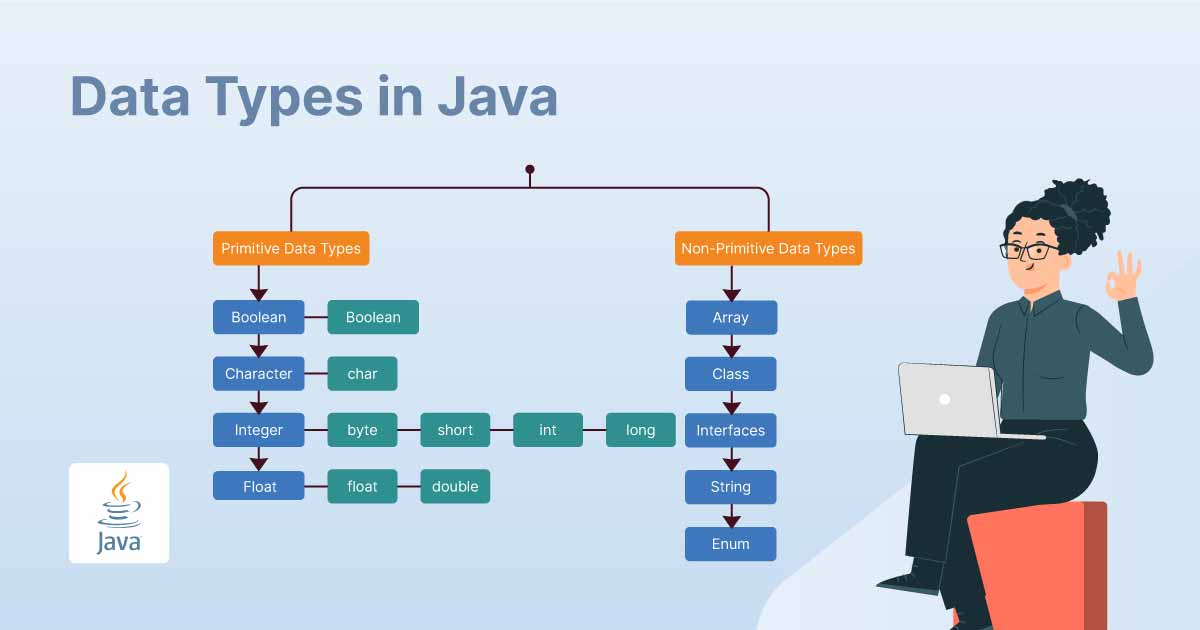 Data Types in Java
Primitive Data Types
Boolean Boolean
Character char
Integer byte short int long
Float float double
Non-Primitive Data Types
Array
Class
Interfaces
String
Enum
Java